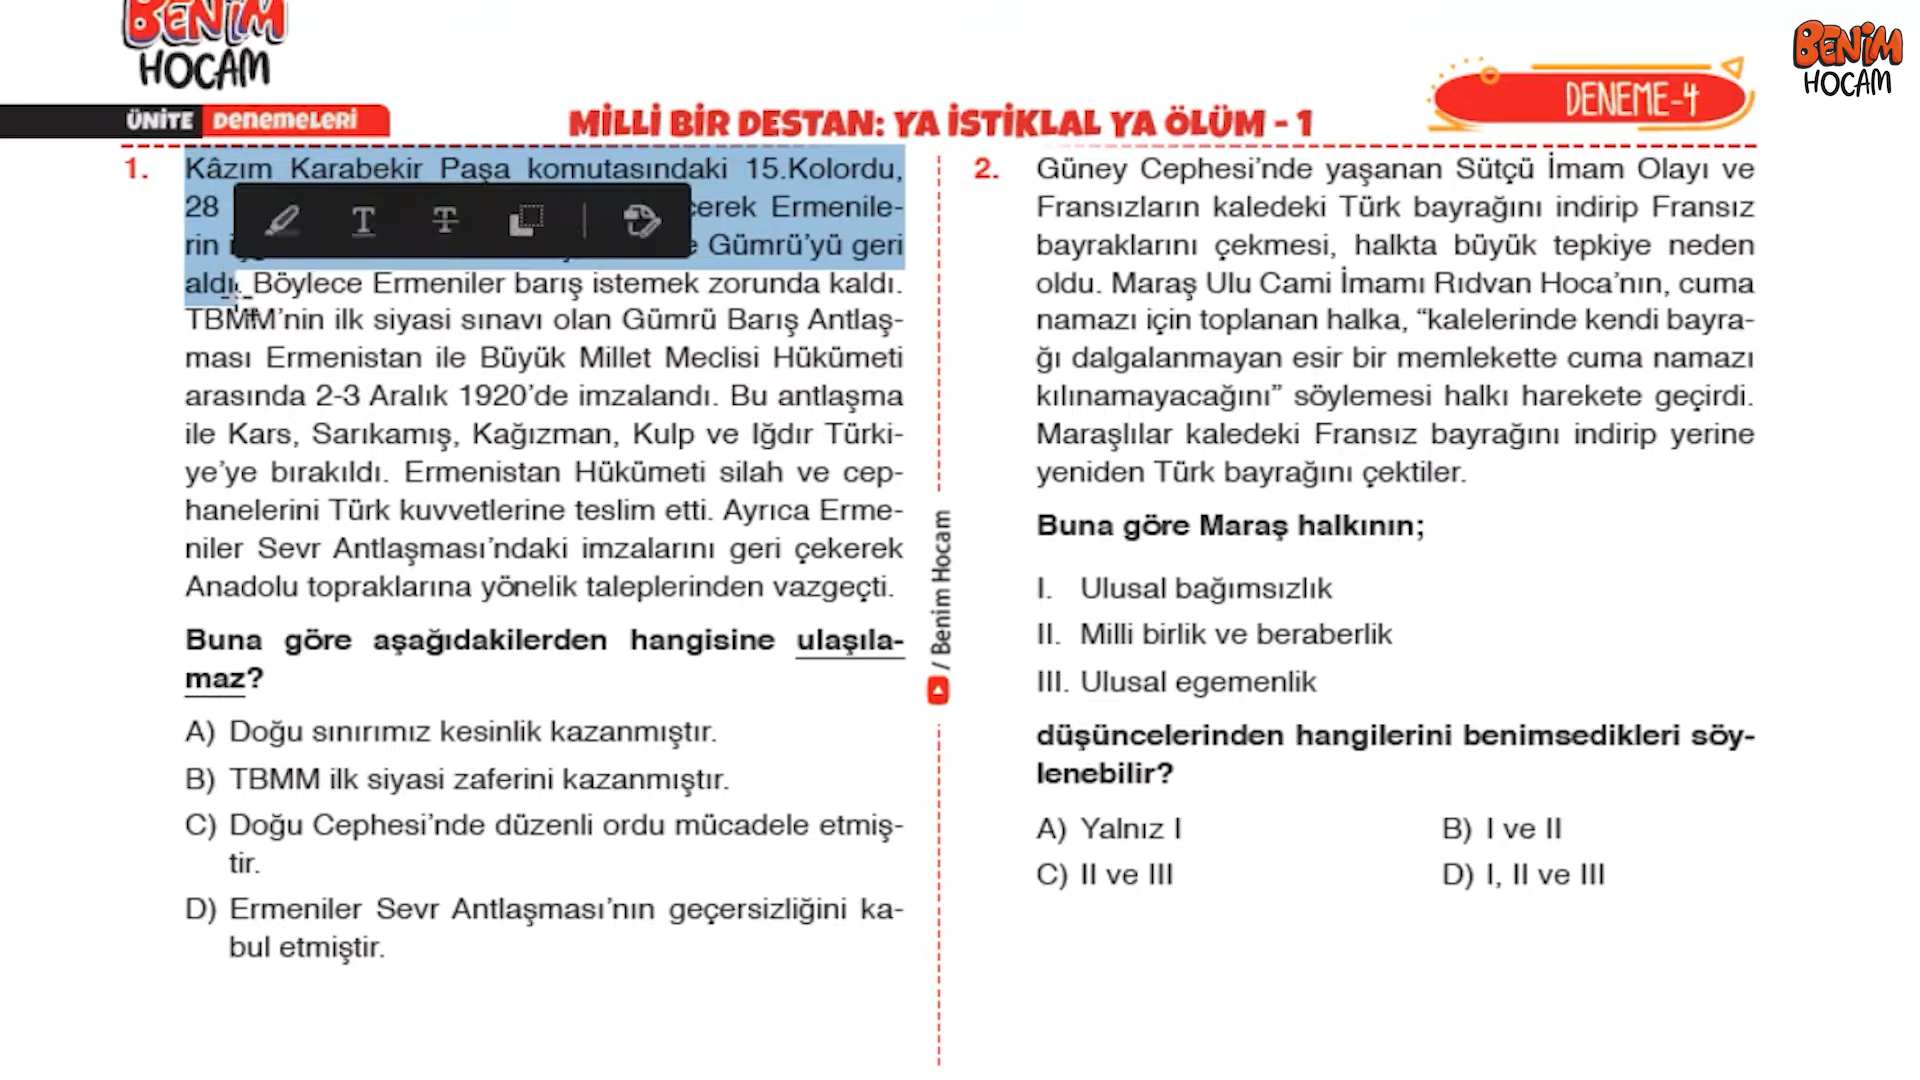 BENİM
HOCAM
BENİM
HOCAM
ÜNİTE DENEMELERİ
MİLLİ BİR DESTAN: YA İSTİKLAL YA ÖLÜM - 1
DENEME-4
1. Kâzım Karabekir Paşa komutasındaki 15.Kolordu,
28 Ermenile-
rin Gümrü’yü geri
aldı. Böylece Ermeniler barış istemek zorunda kaldı.
TBMM’nin ilk siyasi sınavı olan Gümrü Barış Antlaş-
ması Ermenistan ile Büyük Millet Meclisi Hükümeti
arasında 2-3 Aralık 1920’de imzalandı. Bu antlaşma
ile Kars, Sarıkamış, Kağızman, Kulp ve Iğdır Türki-
ye’ye bırakıldı. Ermenistan Hükümeti silah ve cep-
hanelerini Türk kuvvetlerine teslim etti. Ayrıca Erme-
niler Sevr Antlaşması’ndaki imzalarını geri çekerek
Anadolu topraklarına yönelik taleplerinden vazgeçti.
Buna göre aşağıdakilerden hangisine ulaşıla-
maz?
A) Doğu sınırımız kesinlik kazanmıştır.
B) TBMM ilk siyasi zaferini kazanmıştır.
C) Doğu Cephesi’nde düzenli ordu mücadele etmiş-
tir.
D) Ermeniler Sevr Antlaşması’nın geçersizliğini ka-
bul etmiştir.
/ Benim Hocam
2. Güney Cephesi’nde yaşanan Sütçü İmam Olayı ve
Fransızların kaledeki Türk bayrağını indirip Fransız
bayraklarını çekmesi, halkta büyük tepkiye neden
oldu. Maraş Ulu Cami İmamı Rıdvan Hoca’nın, cuma
namazı için toplanan halka, “kalelerinde kendi bayra-
ğı dalgalanmayan esir bir memlekette cuma namazı
kılınamayacağını” söylemesi halkı harekete geçirdi.
Maraşlılar kaledeki Fransız bayrağını indirip yerine
yeniden Türk bayrağını çektiler.
Buna göre Maraş halkının;
I. Ulusal bağımsızlık
II. Milli birlik ve beraberlik
III. Ulusal egemenlik
düşüncelerinden hangilerini benimsedikleri söy-
lenebilir?
A) Yalnız I
B) I ve II
C) II ve III
D) I, II ve III